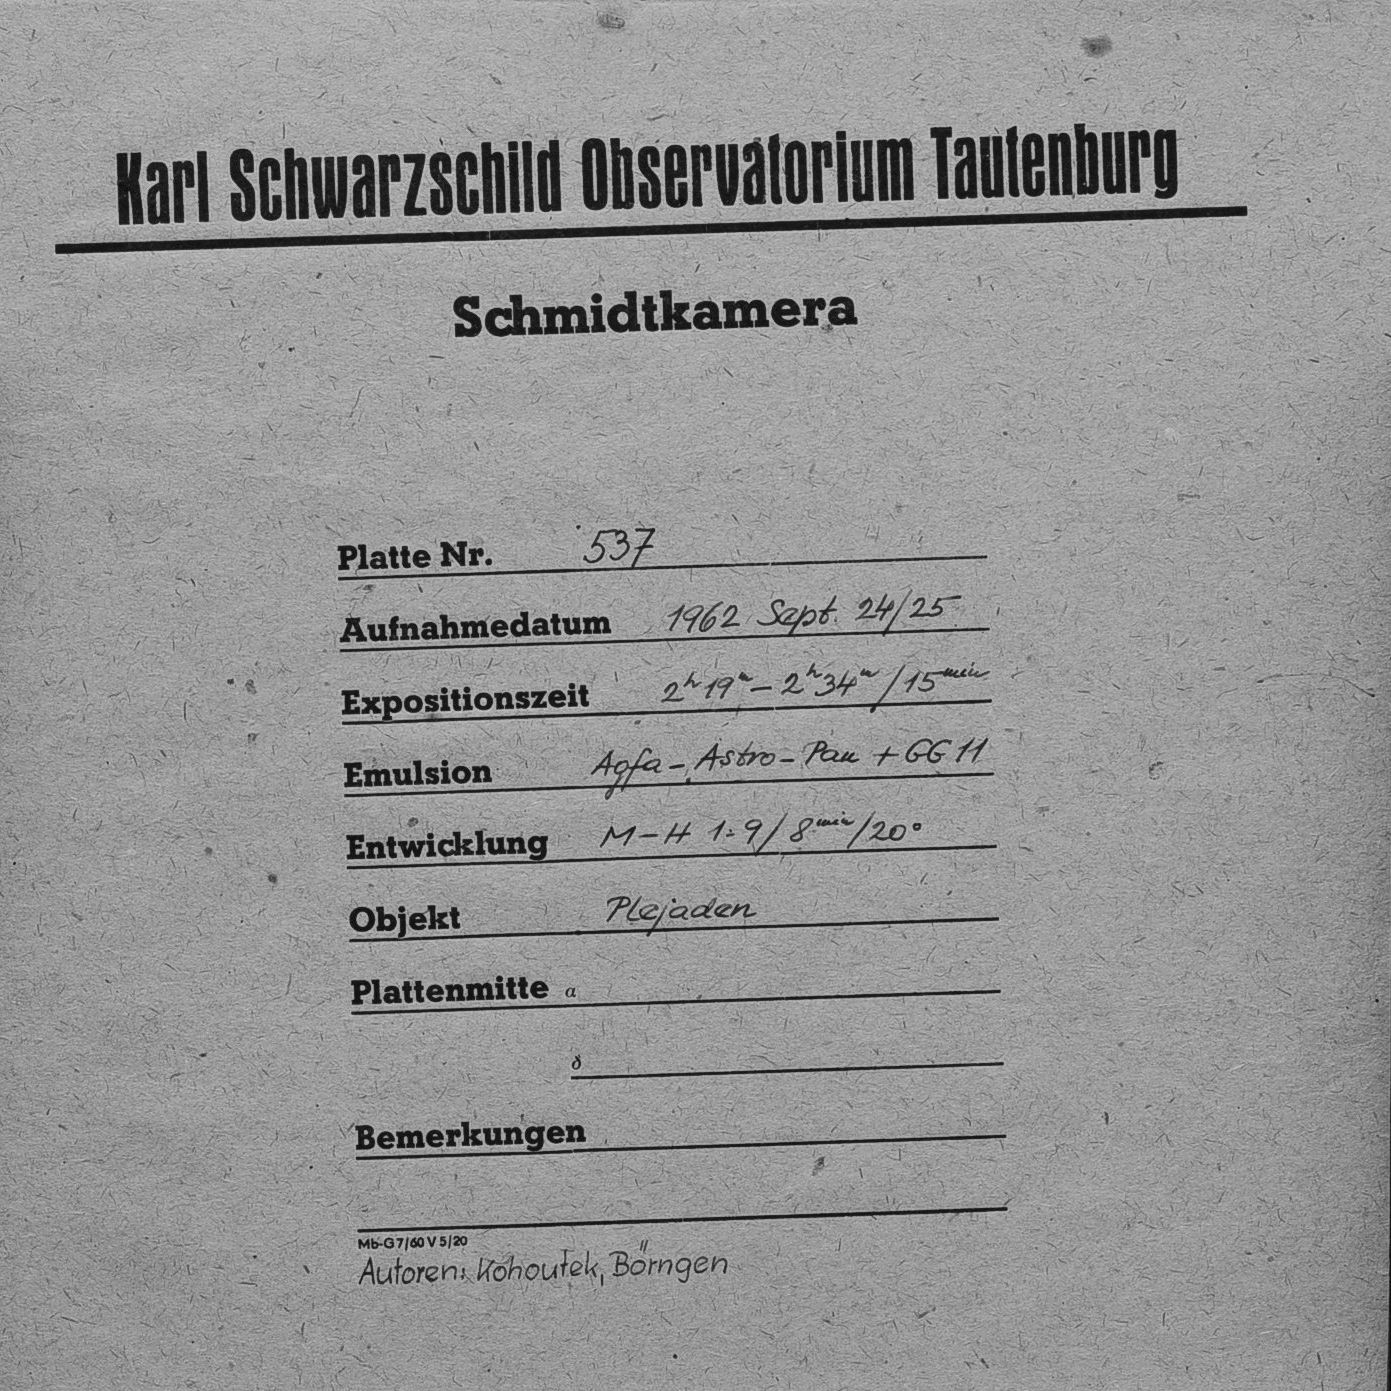 Karl Schwarzschild Observatorium Tautenburg
Schmidtkamera
Platte Nr. 537
Aufnahmedatum 1962 Sept. 24/25
Expositionszeit 2ʰ19ᵐ – 2ʰ34ᵐ/15ᵐⁱⁿ
Emulsion Agfa-Astro-Pan + GG 11
Entwicklung M-H 1:9/8ᵐⁱⁿ/20°
Objekt Plejaden
Plattenmitte α
δ
Bemerkungen
Mb-G 7/60 V 5/20
Autoren: Kohoutek, Börngen